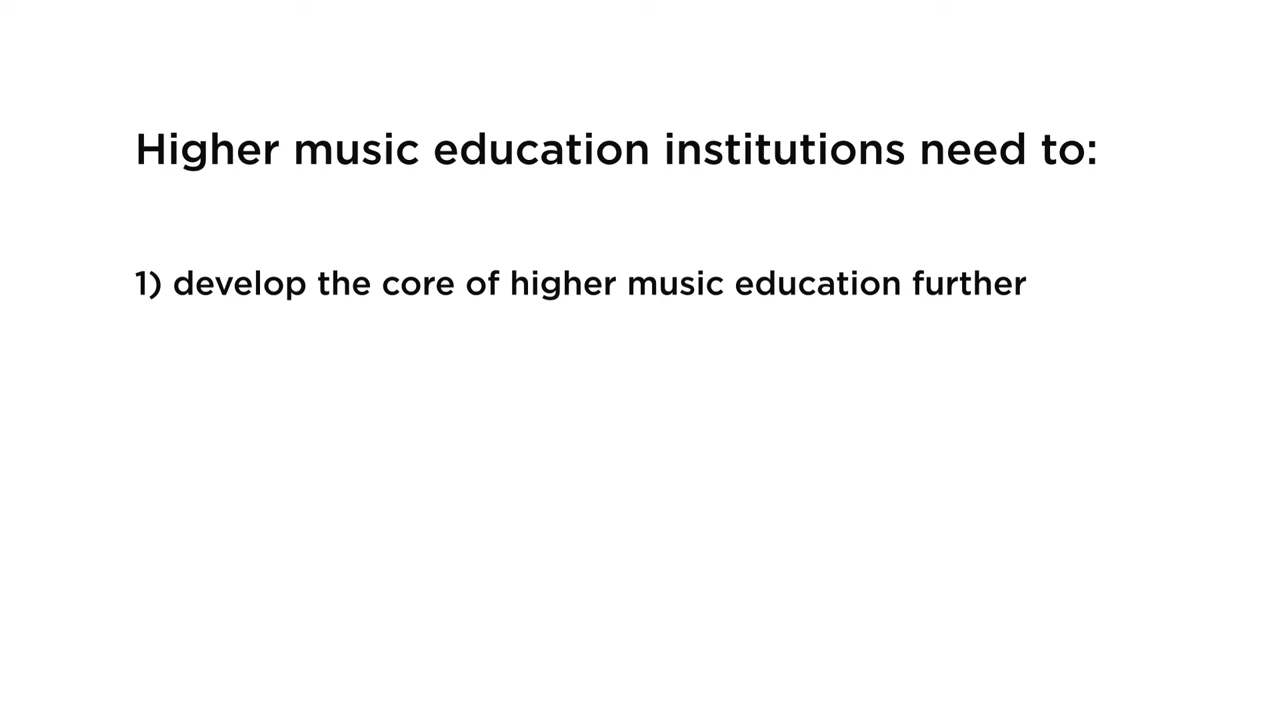 Higher music education institutions need to:
1) develop the core of higher music education further